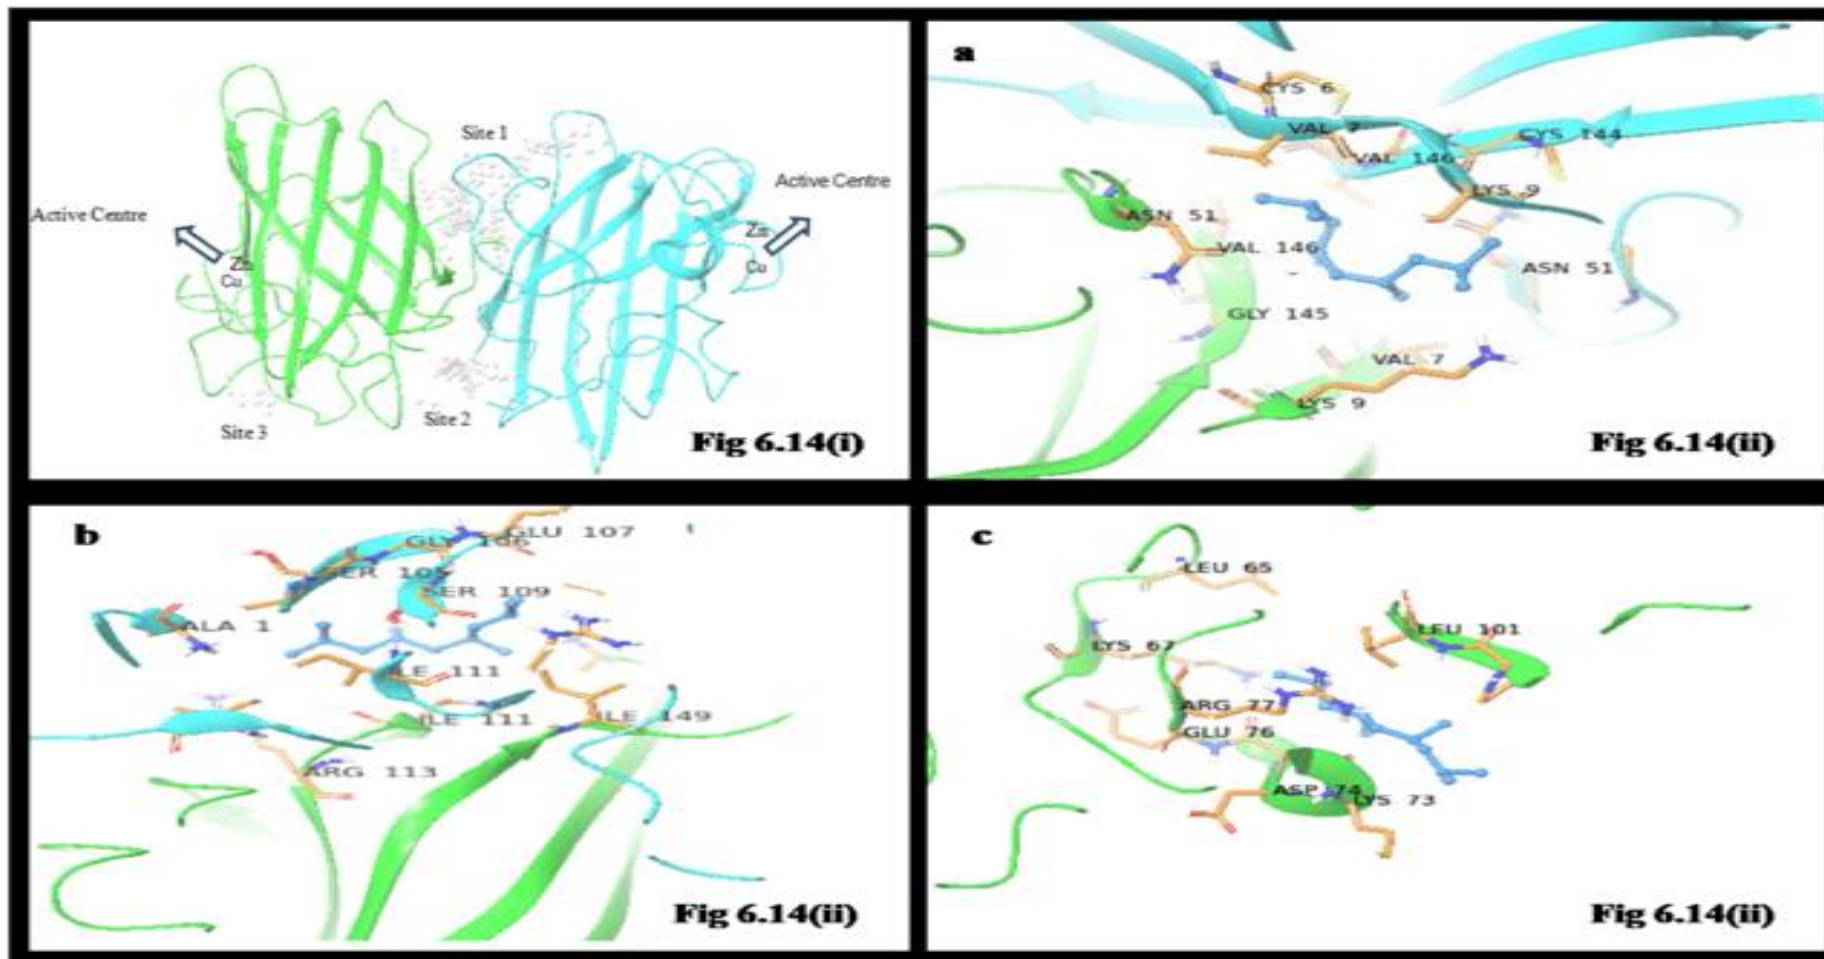 Site 1
Active Centre
Active Centre
Zn
Zn
Cu
Cu
Site 2
Site 3
Fig 6.14(i)
a
CYS 6
VAL 7
CYS 144
VAL 146
LYS 9
ASN 51
VAL 146
ASN 51
GLY 145
VAL 7
LYS 9
Fig 6.14(ii)
b
GLU 107
GLY 106
SER 105
SER 109
ALA 1
ILE 111
ILE 111
ILE 149
ARG 113
Fig 6.14(ii)
c
LEU 65
LEU 101
LYS 67
ARG 77
GLU 76
ASP 74
LYS 73
Fig 6.14(ii)